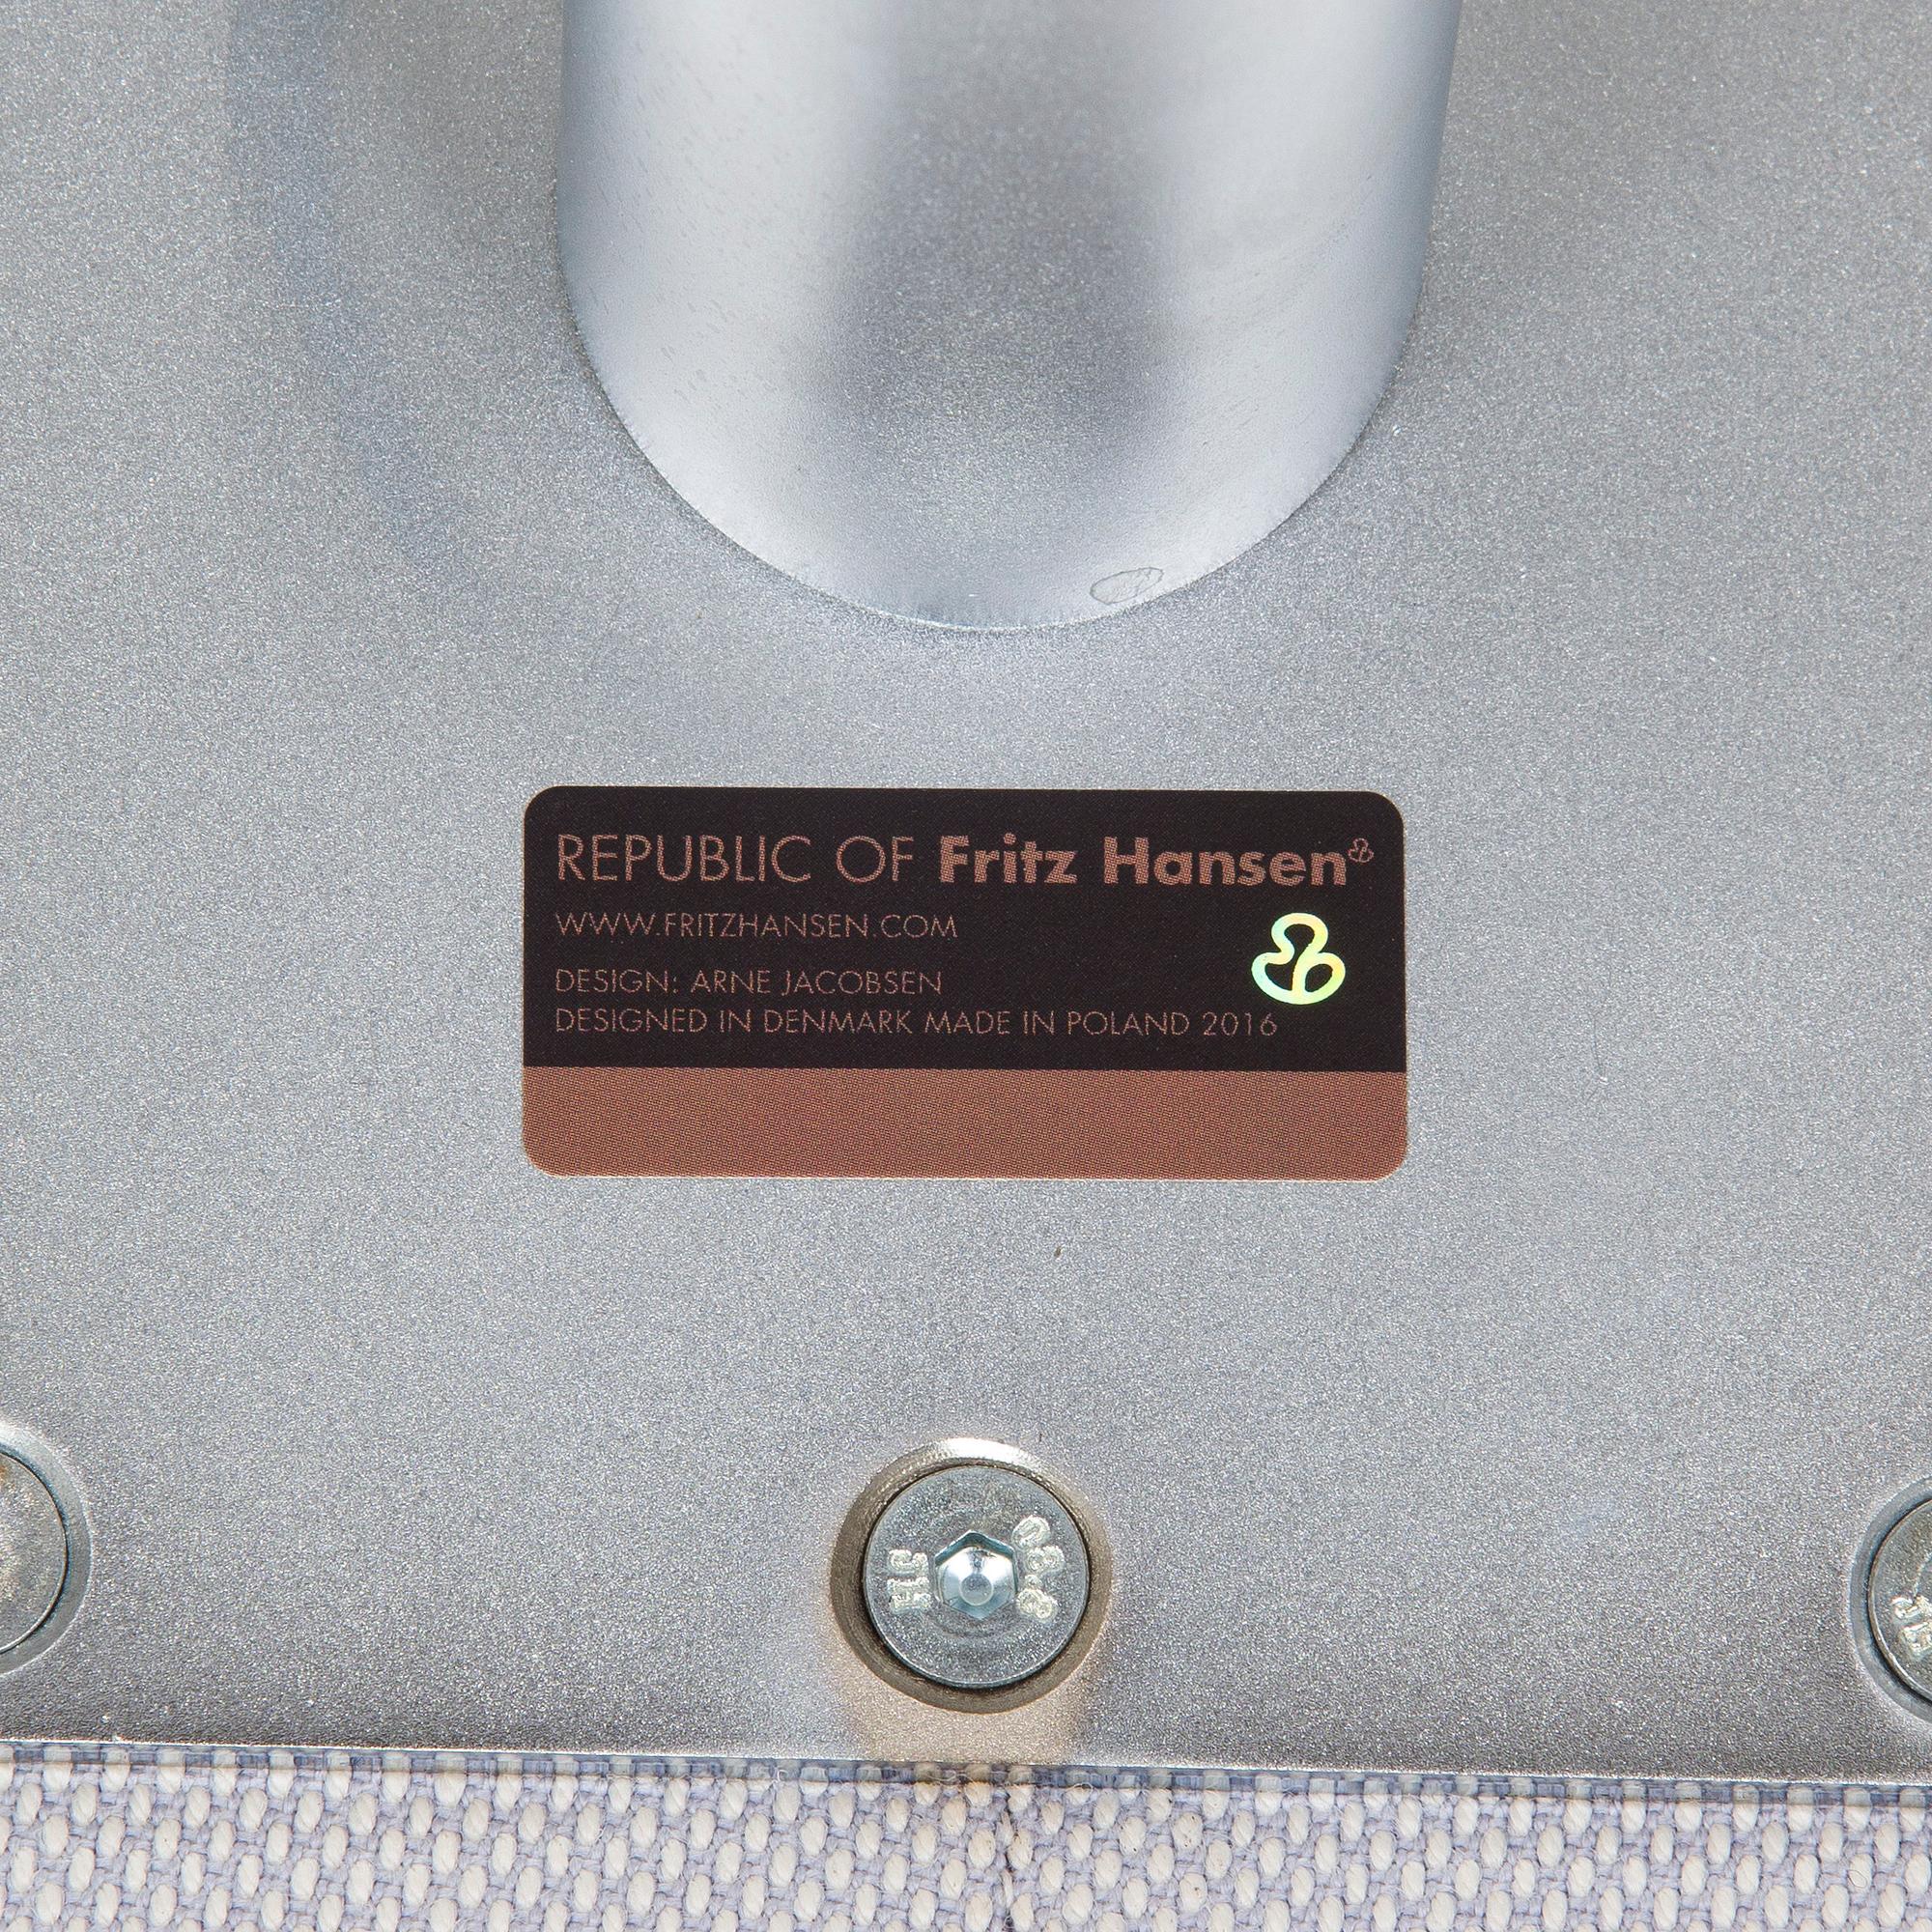 REPUBLIC OF Fritz Hansen
WWW.FRITZHANSEN.COM
DESIGN: ARNE JACOBSEN
DESIGNED IN DENMARK MADE IN POLAND 2016